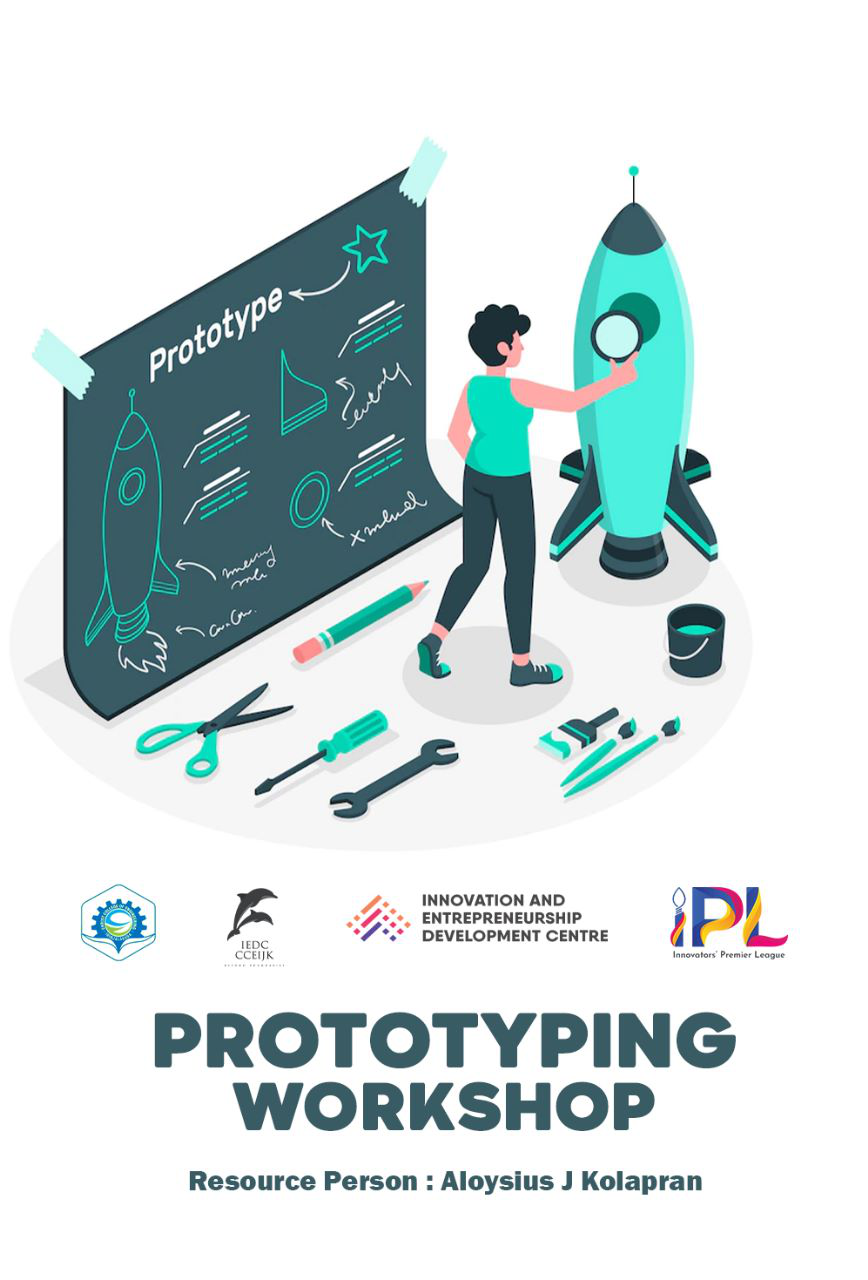 Prototype
IEDC
CCEIJK
INNOVATION AND
ENTREPRENEURSHIP
DEVELOPMENT CENTRE
iPL
Innovators' Premier League
PROTOTYPING
WORKSHOP
Resource Person : Aloysius J Kolapran